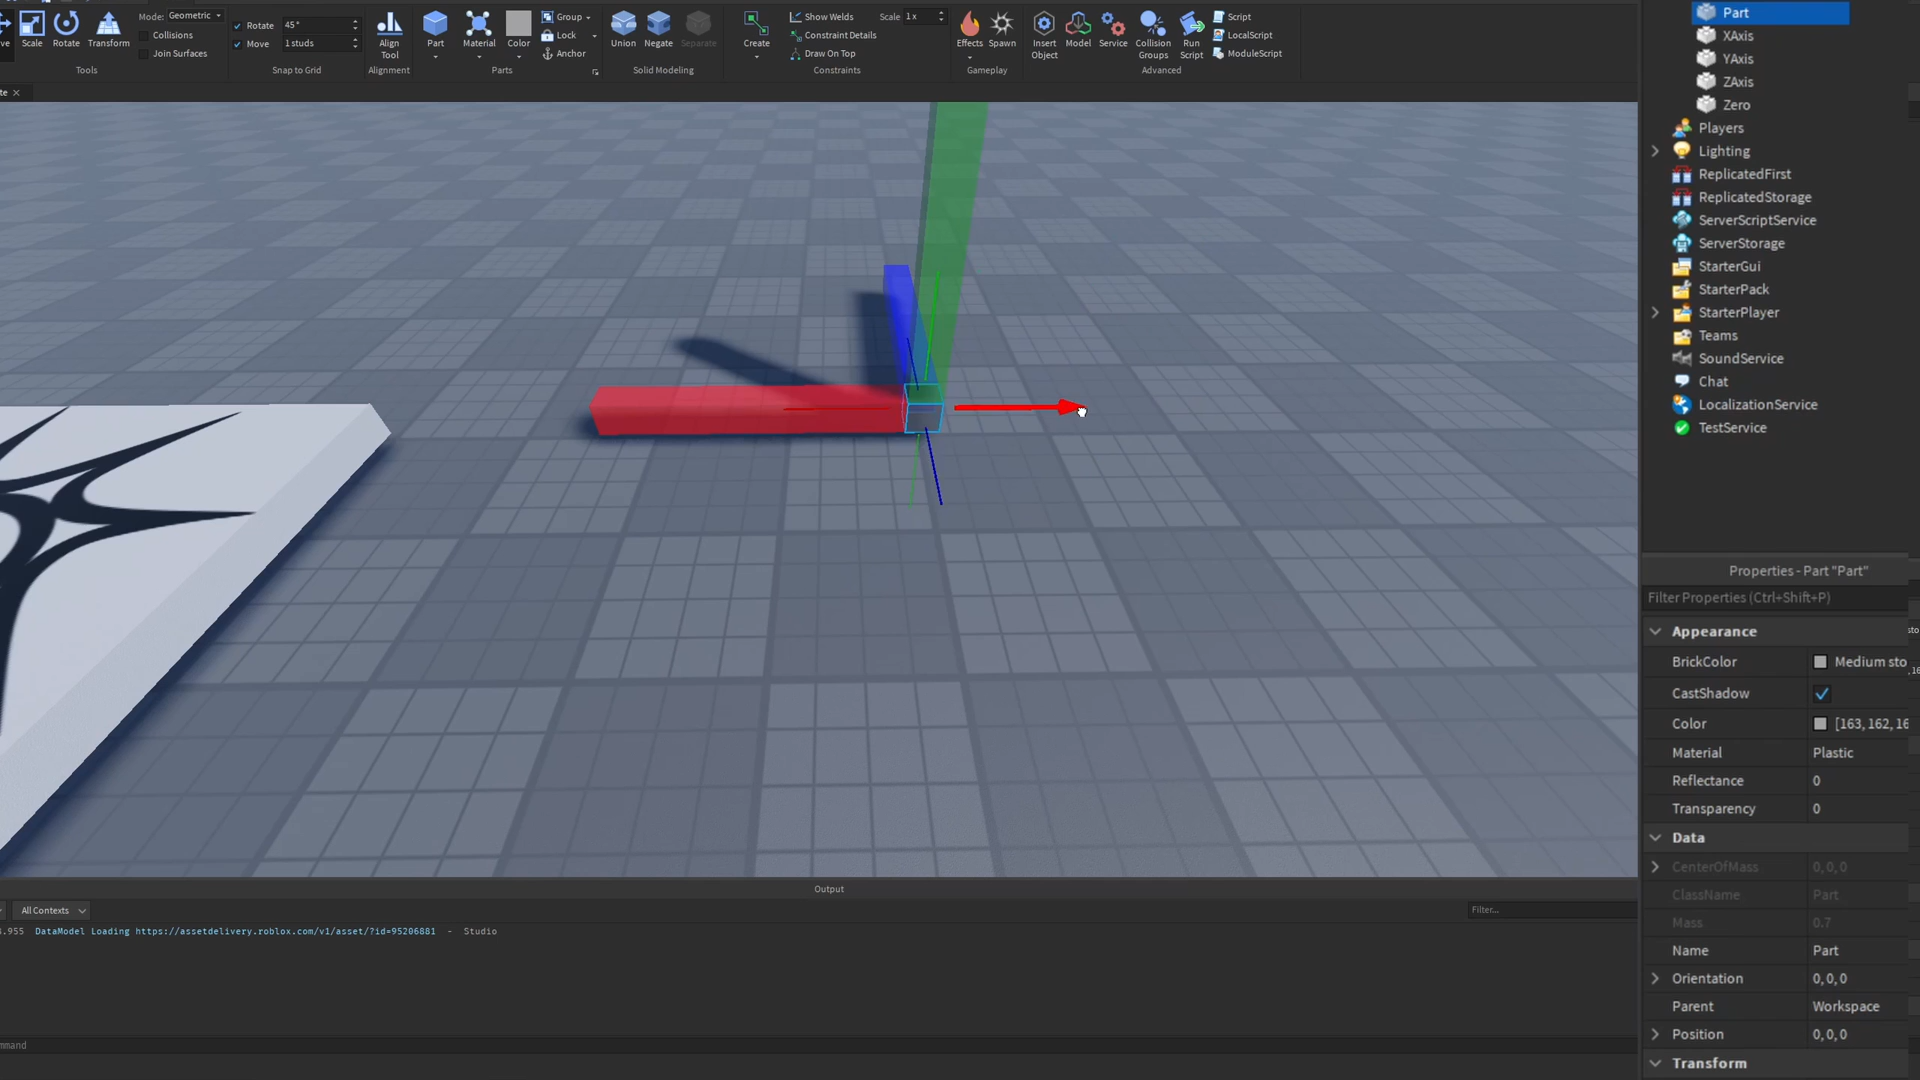 Mode: Geometric
Collisions
Join Surfaces
Scale
Rotate
Transform
Tools
Rotate 45°
Move 1 studs
Snap to Grid
Align
Tool
Alignment
Part
Material
Color
Group
Lock
Anchor
Parts
Union
Negate
Separate
Solid Modeling
Create
Show Welds
Scale 1x
Constraint Details
Draw On Top
Constraints
Effects
Spawn
Gameplay
Insert
Object
Model
Service
Collision
Groups
Run
Script
Script
LocalScript
ModuleScript
Advanced
Part
XAxis
YAxis
ZAxis
Zero
Players
Lighting
ReplicatedFirst
ReplicatedStorage
ServerScriptService
ServerStorage
StarterGui
StarterPack
StarterPlayer
Teams
SoundService
Chat
LocalizationService
TestService
Properties - Part "Part"
Filter Properties (Ctrl+Shift+P)
Appearance
BrickColor Medium sto
CastShadow
Color [163, 162, 16
Material Plastic
Reflectance 0
Transparency 0
Data
CenterOfMass 0, 0, 0
ClassName Part
Mass 0.7
Name Part
Orientation 0, 0, 0
Parent Workspace
Position 0, 0, 0
Transform
Output
All Contexts
Filter...
.955 DataModel Loading https://assetdelivery.roblox.com/v1/asset/?id=95206881 - Studio
mmand